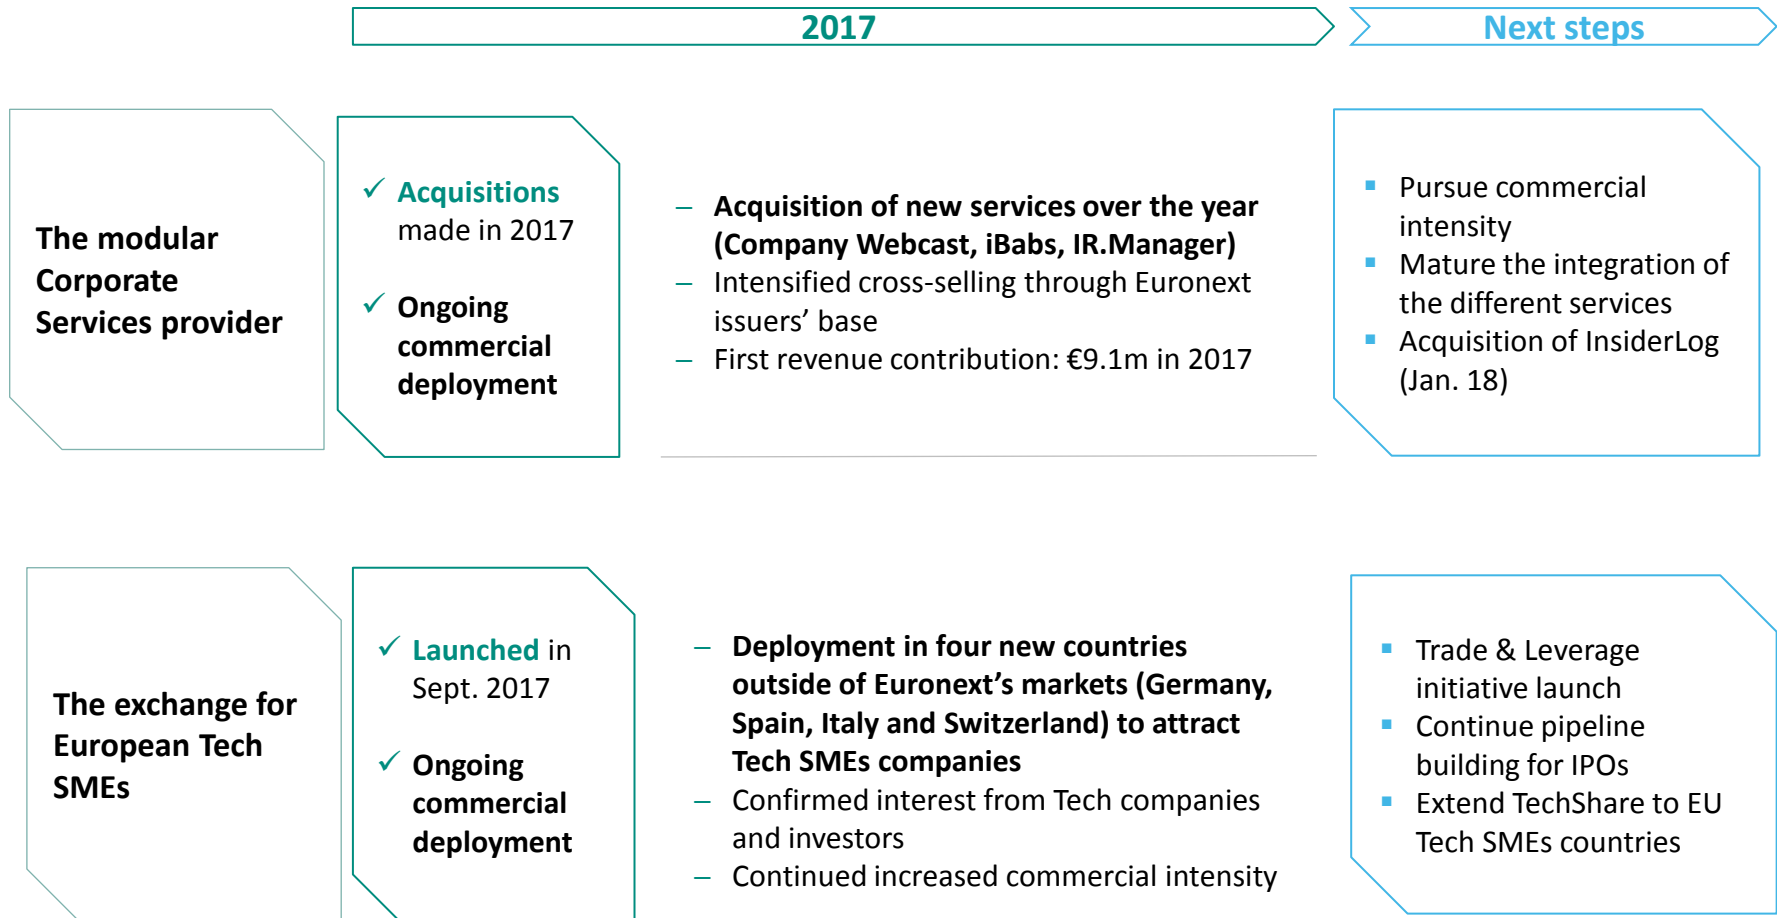 2017
Next steps
The modular
Corporate
Services provider
✓ Acquisitions
made in 2017
✓ Ongoing
commercial
deployment
– Acquisition of new services over the year
(Company Webcast, iBabs, IR.Manager)
– Intensified cross-selling through Euronext
issuers’ base
– First revenue contribution: €9.1m in 2017
▪ Pursue commercial
intensity
▪ Mature the integration of
the different services
▪ Acquisition of InsiderLog
(Jan. 18)
The exchange for
European Tech
SMEs
✓ Launched in
Sept. 2017
✓ Ongoing
commercial
deployment
– Deployment in four new countries
outside of Euronext’s markets (Germany,
Spain, Italy and Switzerland) to attract
Tech SMEs companies
– Confirmed interest from Tech companies
and investors
– Continued increased commercial intensity
▪ Trade & Leverage
initiative launch
▪ Continue pipeline
building for IPOs
▪ Extend TechShare to EU
Tech SMEs countries